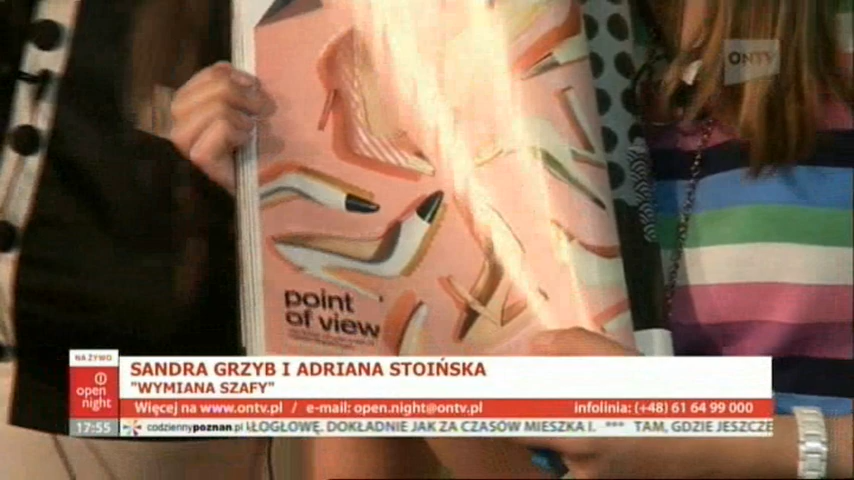 ONTV
point
of view
NA ŻYWO
open
night
SANDRA GRZYB I ADRIANA STOIŃSKA
"WYMIANA SZAFY"
Więcej na www.ontv.pl / e-mail: open.night@ontv.pl infolinia: (+48) 61 64 99 000
17:55 codziennypoznan.pl ŁOGŁOWĘ. DOKŁADNIE JAK ZA CZASÓW MIESZKA I. *** TAM, GDZIE JESZCZE